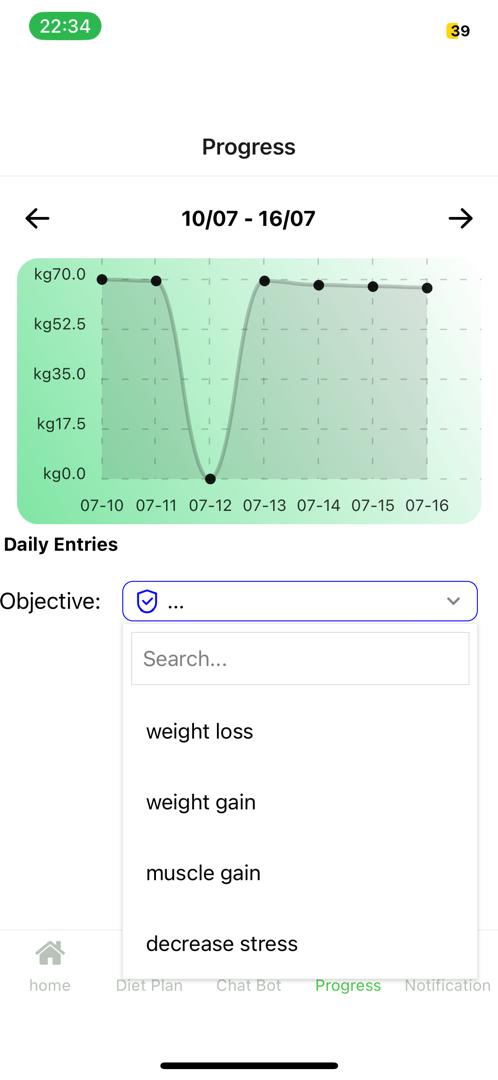 22:34
39
Progress
10/07 - 16/07
kg70.0
kg52.5
kg35.0
kg17.5
kg0.0
07-10 07-11 07-12 07-13 07-14 07-15 07-16
Daily Entries
Objective: ...
Search...
weight loss
weight gain
muscle gain
decrease stress
home Diet Plan Chat Bot Progress Notification